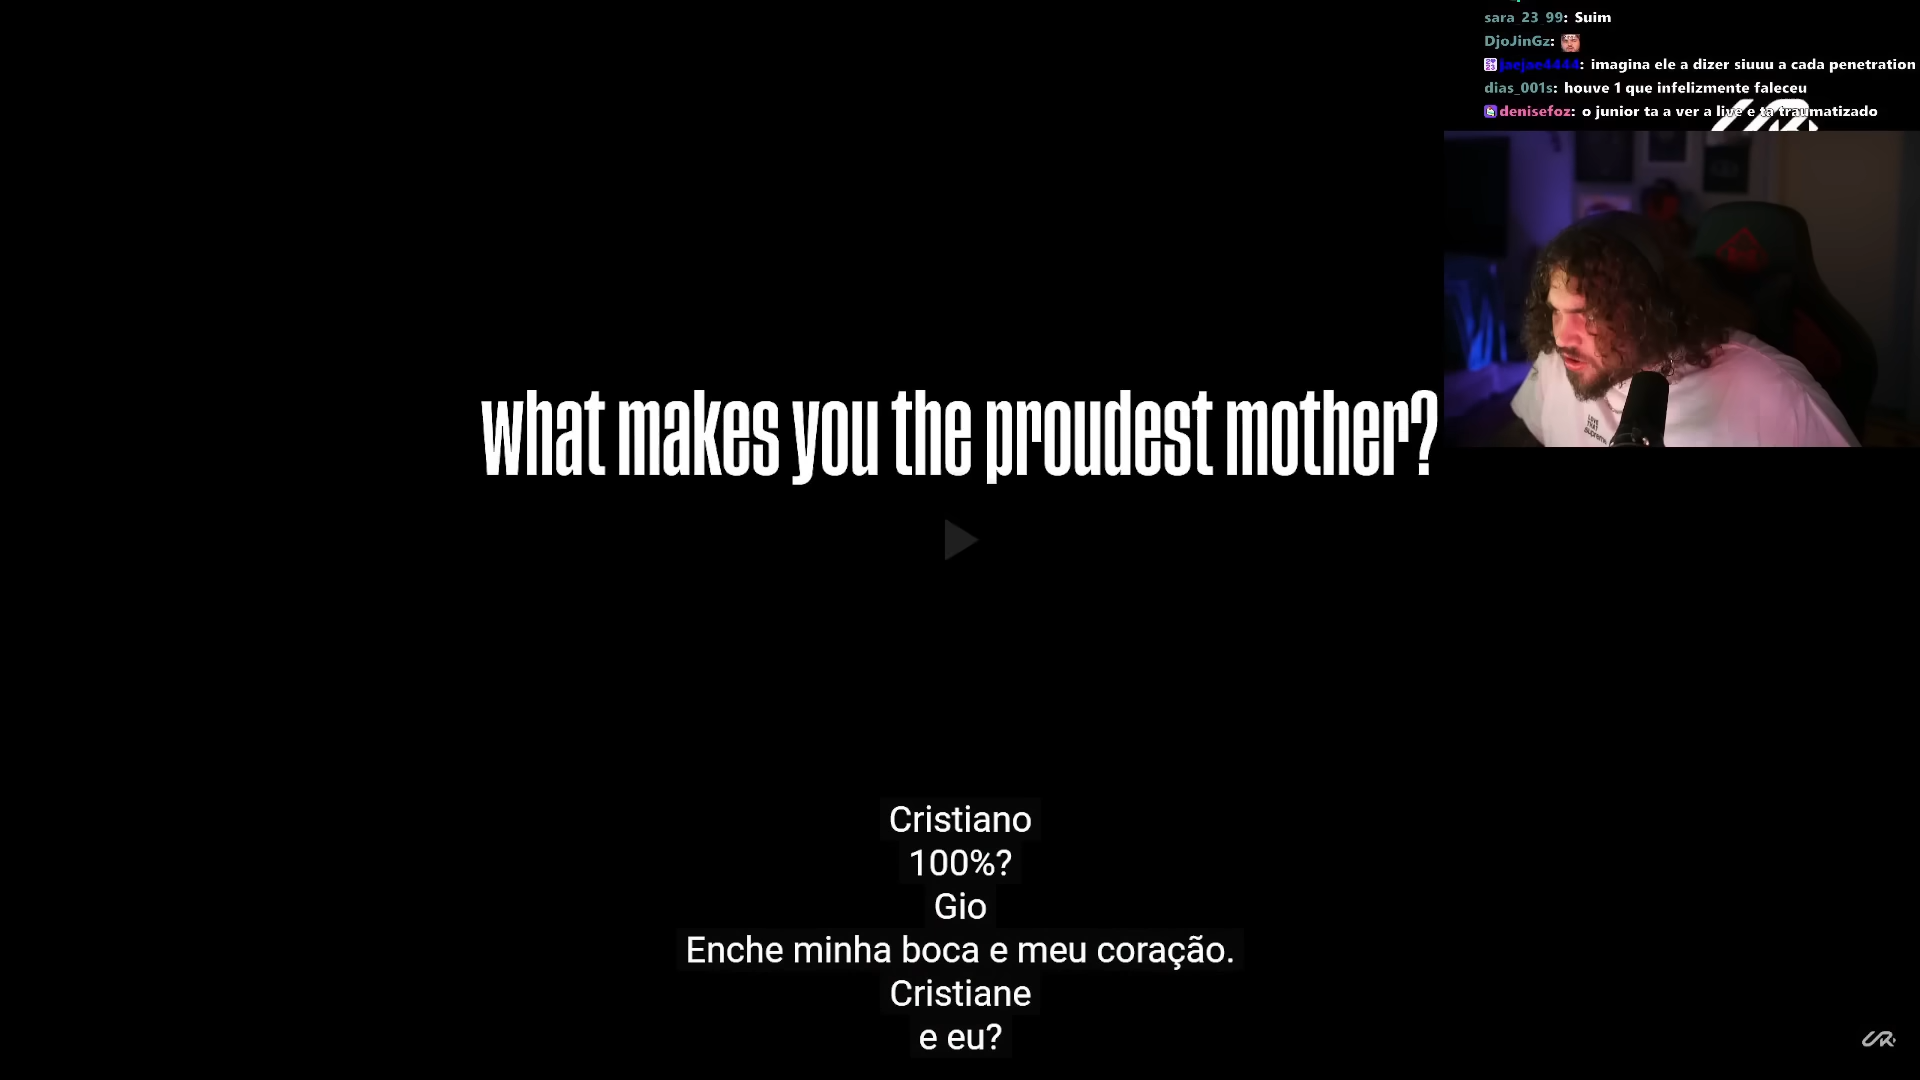 sara_23_99: Suim
DjoJinGz:
jaejae4444: imagina ele a dizer siuuu a cada penetration
dias_001s: houve 1 que infelizmente faleceu
denisefoz: o junior ta a ver a live e ta traumatizado
what makes you the proudest mother?
Cristiano
100%?
Gio
Enche minha boca e meu coração.
Cristiane
e eu?